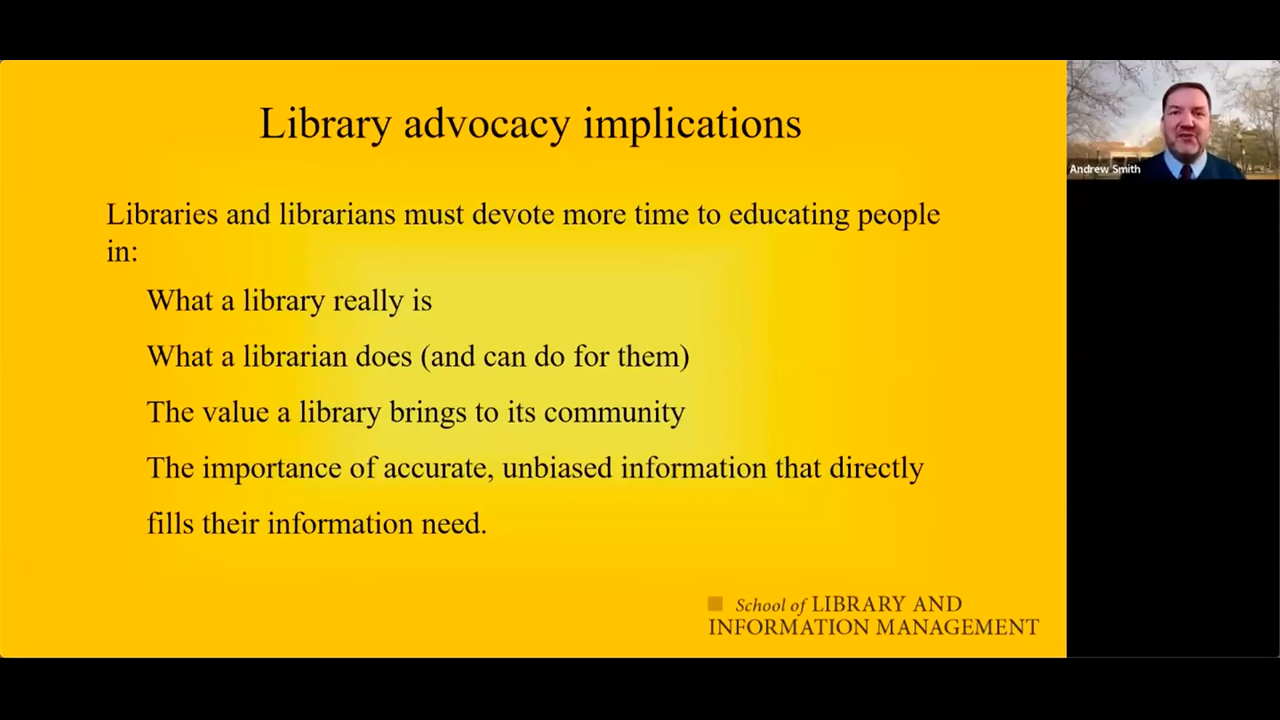 Library advocacy implications
Libraries and librarians must devote more time to educating people
in:
What a library really is
What a librarian does (and can do for them)
The value a library brings to its community
The importance of accurate, unbiased information that directly
fills their information need.
School of LIBRARY AND
INFORMATION MANAGEMENT
Andrew Smith